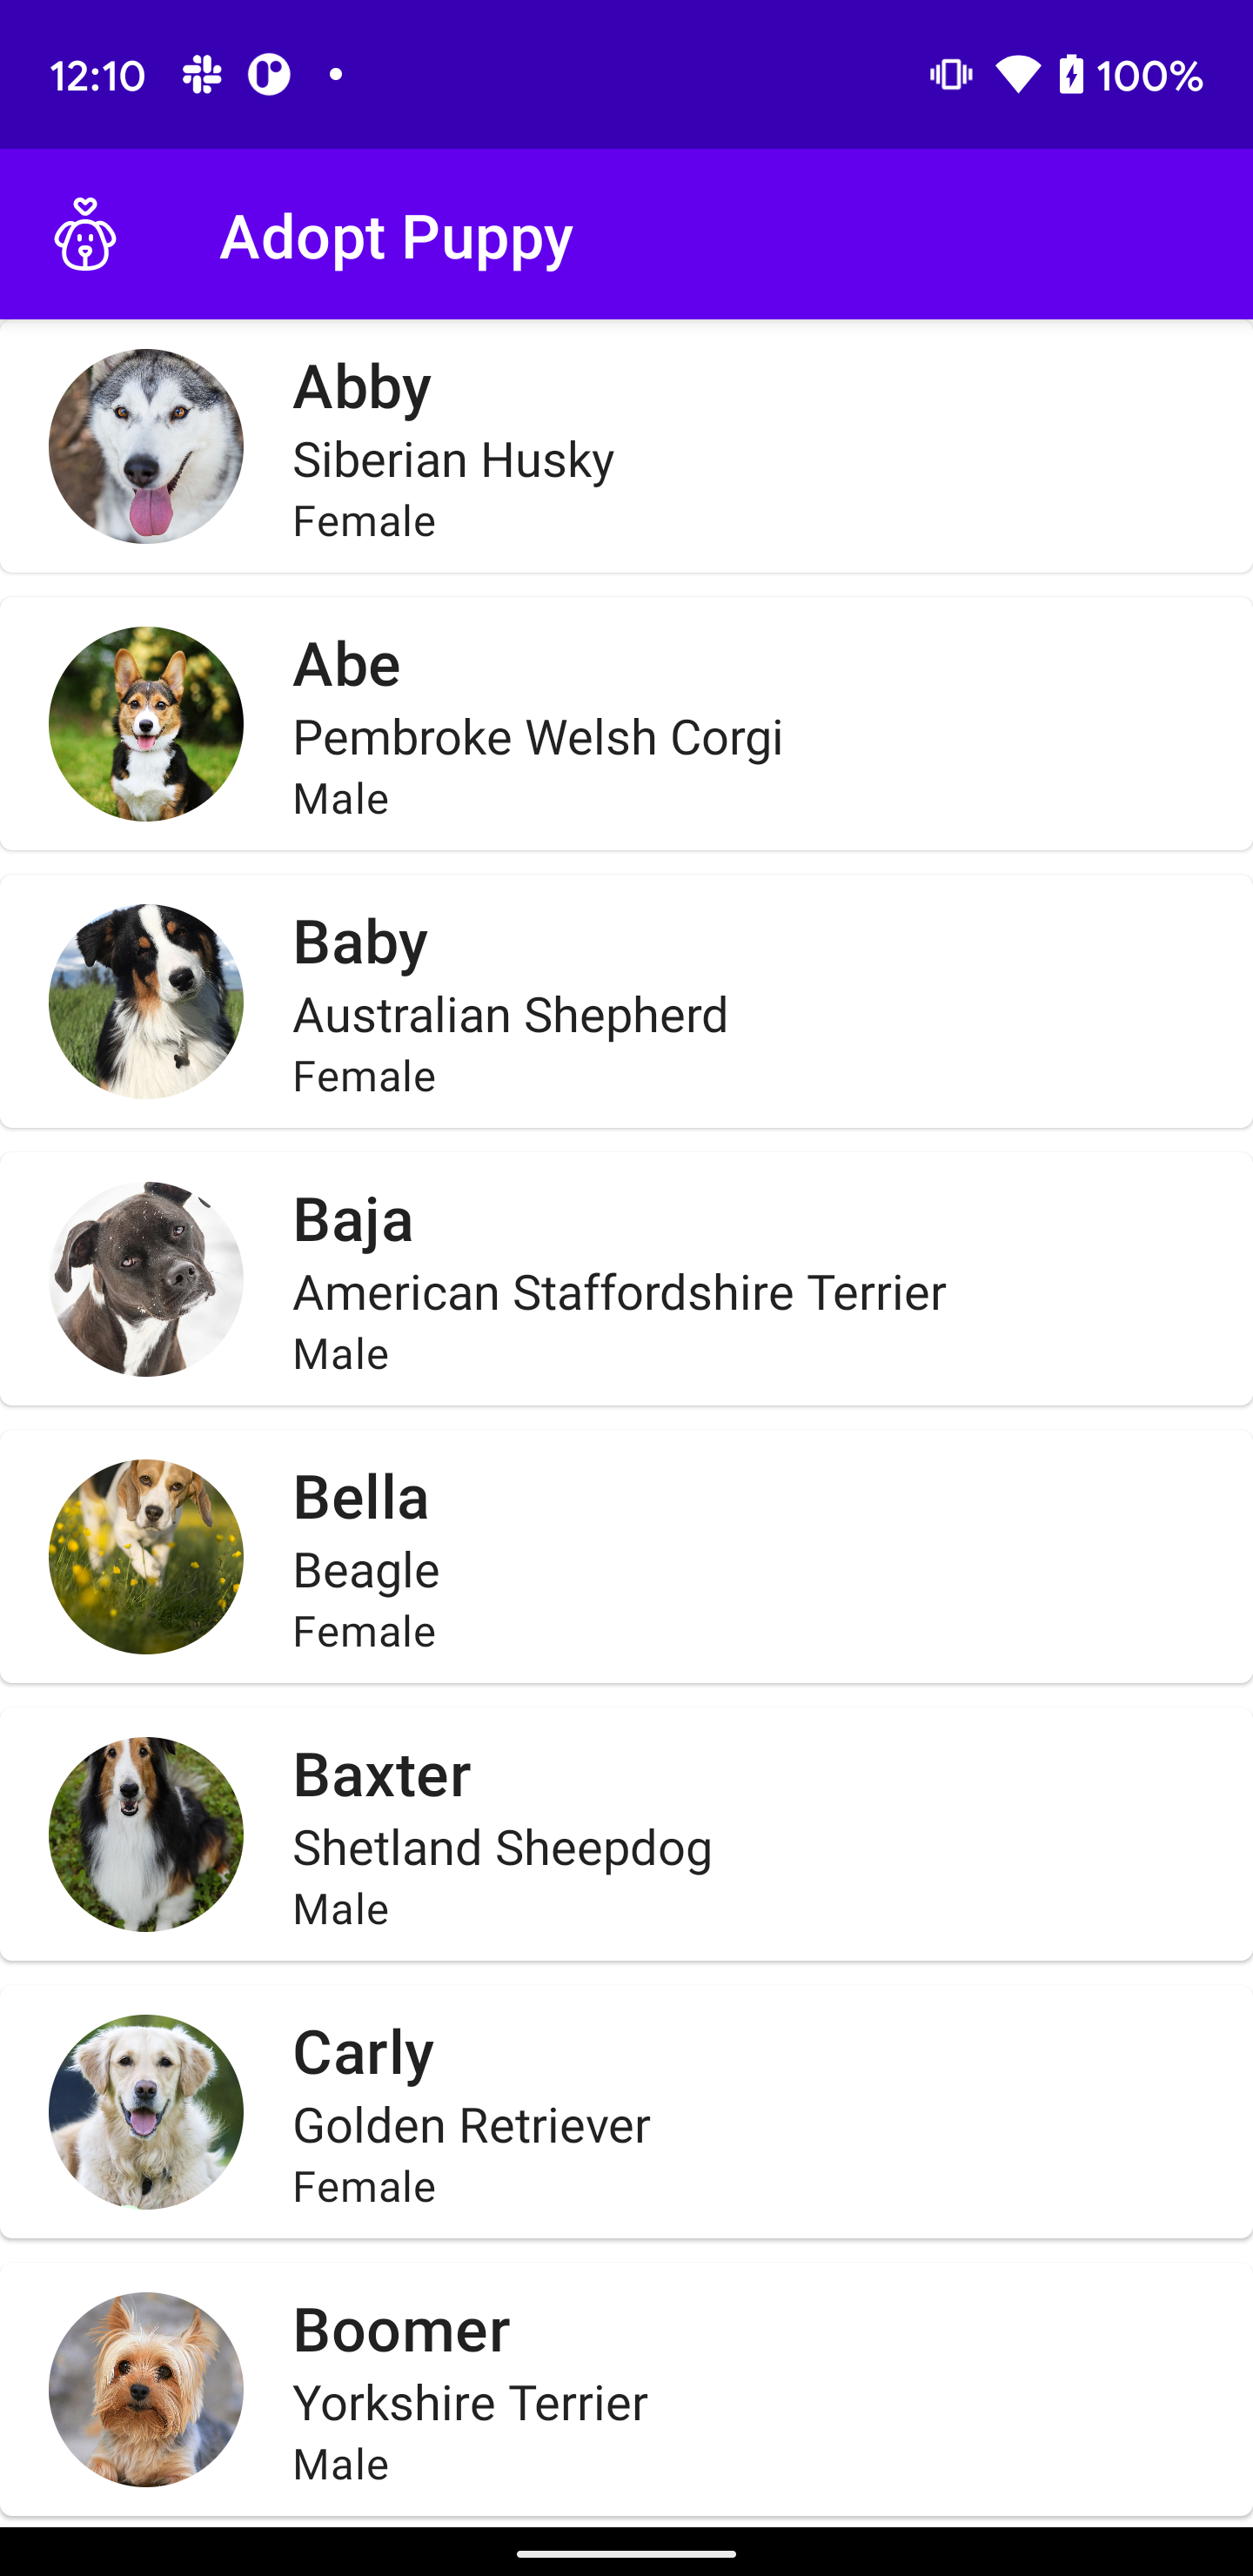 12:10
100%
Adopt Puppy
Abby
Siberian Husky
Female
Abe
Pembroke Welsh Corgi
Male
Baby
Australian Shepherd
Female
Baja
American Staffordshire Terrier
Male
Bella
Beagle
Female
Baxter
Shetland Sheepdog
Male
Carly
Golden Retriever
Female
Boomer
Yorkshire Terrier
Male